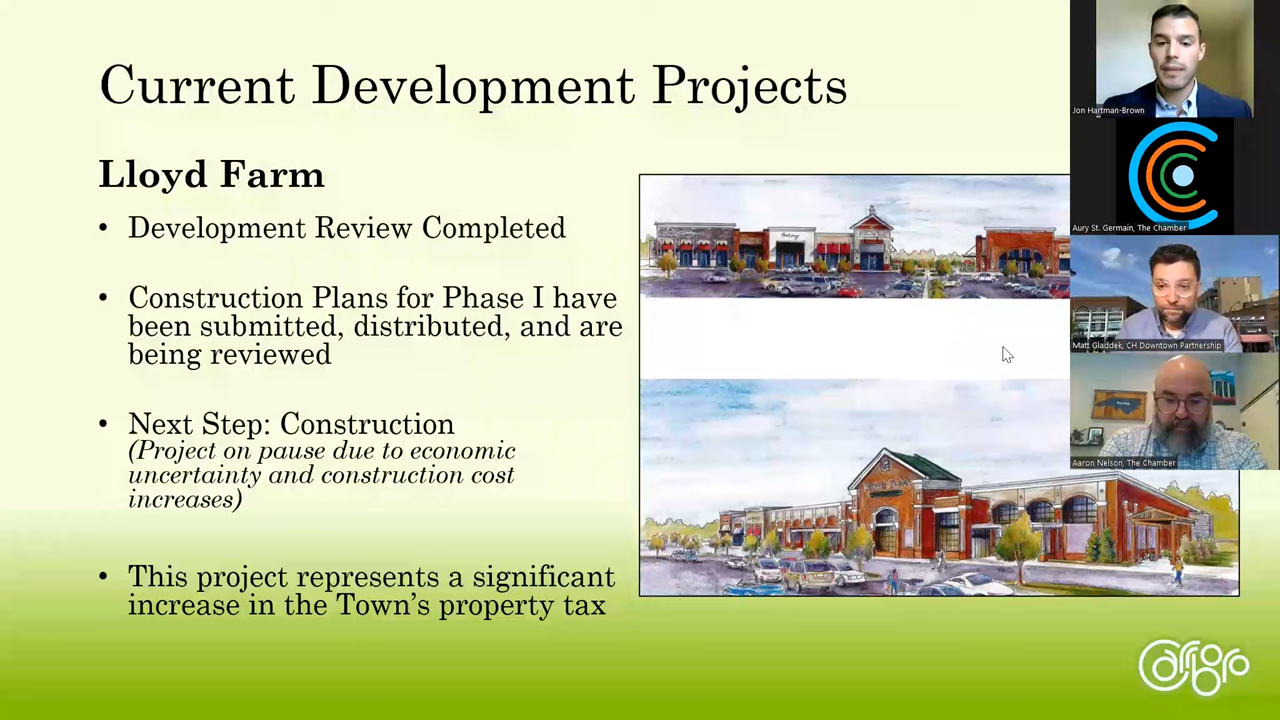 Current Development Projects
Lloyd Farm
• Development Review Completed
• Construction Plans for Phase I have
been submitted, distributed, and are
being reviewed
• Next Step: Construction
(Project on pause due to economic
uncertainty and construction cost
increases)
• This project represents a significant
increase in the Town's property tax
Jon Hartman-Brown
Aury St. Germain, The Chamber
Matt Gladdek, CH Downtown Partnership
Aaron Nelson, The Chamber
Carrboro